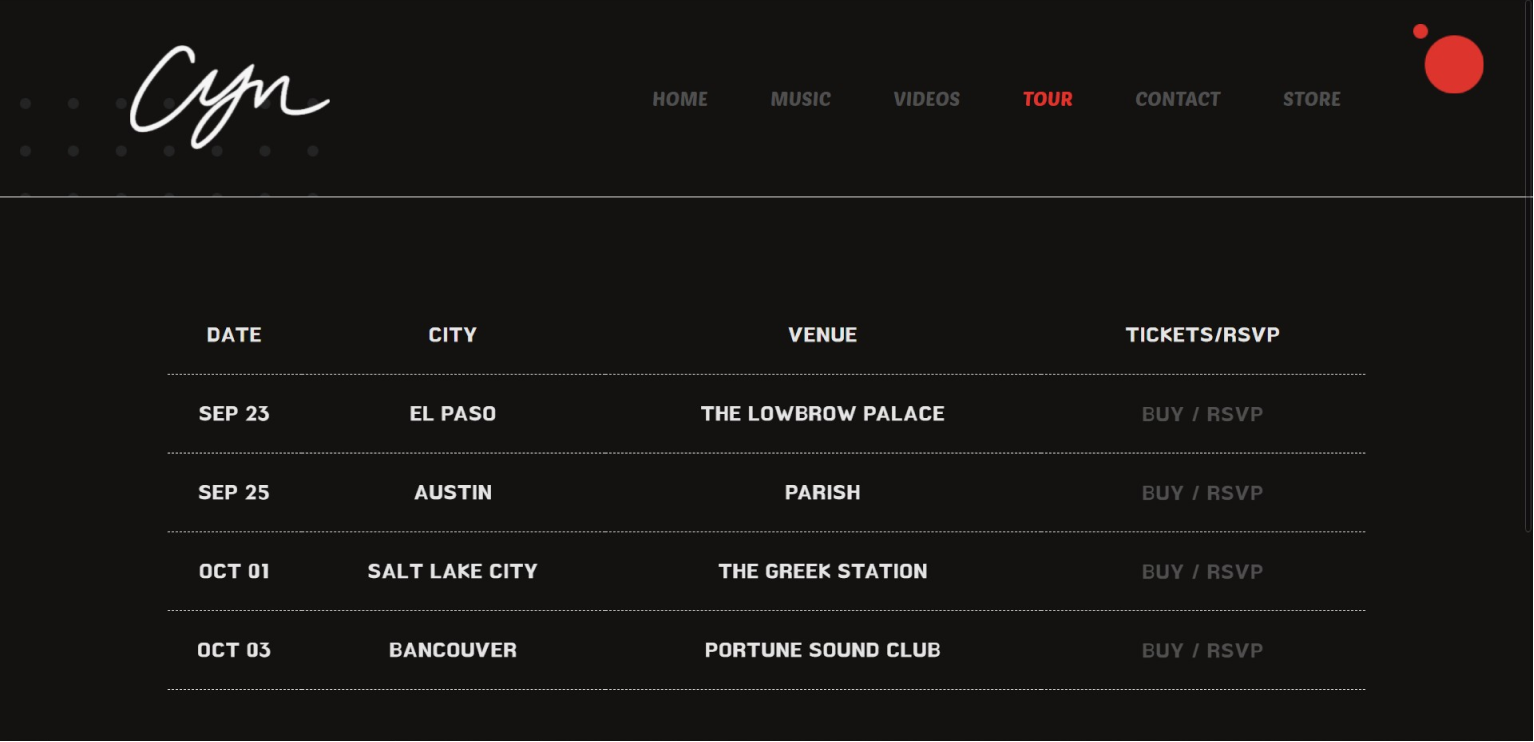 Cyn
HOME MUSIC VIDEOS TOUR CONTACT STORE
DATE CITY VENUE TICKETS/RSVP
SEP 23 EL PASO THE LOWBROW PALACE BUY / RSVP
SEP 25 AUSTIN PARISH BUY / RSVP
OCT 01 SALT LAKE CITY THE GREEK STATION BUY / RSVP
OCT 03 BANCOUVER PORTUNE SOUND CLUB BUY / RSVP